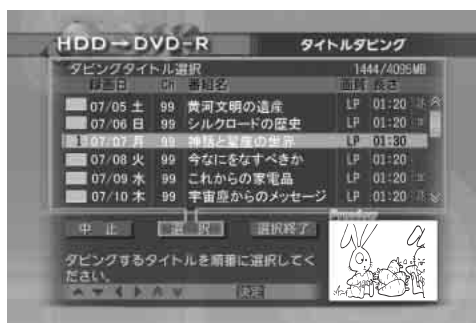 HDD→DVD-R タイトルダビング
ダビングタイトル選択 1444/4095MB
録画日 Ch 番組名 画質 長さ
07/05 土 99 黄河文明の遺産 LP 01:20
07/06 日 99 シルクロードの歴史 LP 01:20
1 07/07 月 99 神話と星座の世界 LP 01:30
07/08 火 99 今なにをなすべきか LP 01:20
07/09 水 99 これからの家電品 LP 01:20
07/10 木 99 宇宙塵からのメッセージ LP 01:20
中止 選択 選択終了
ダビングするタイトルを順番に選択してく
ださい。
決定